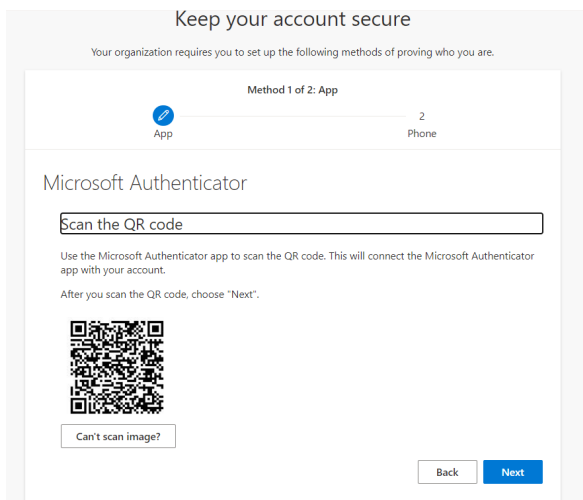 Keep your account secure
Your organization requires you to set up the following methods of proving who you are.
Method 1 of 2: App
App
2
Phone
Microsoft Authenticator
Scan the QR code
Use the Microsoft Authenticator app to scan the QR code. This will connect the Microsoft Authenticator
app with your account.
After you scan the QR code, choose "Next".
Can't scan image?
Back
Next